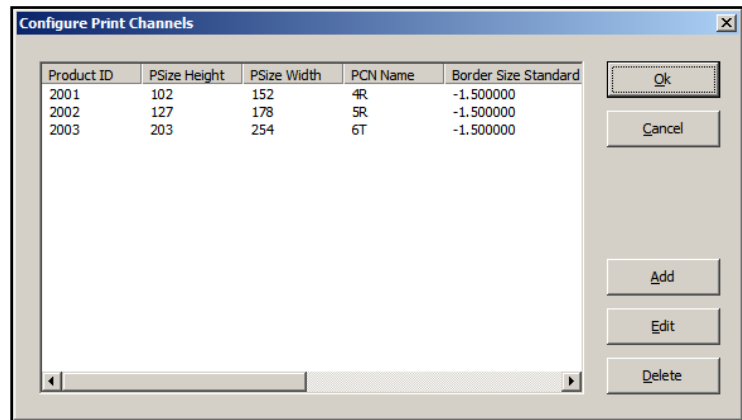 Configure Print Channels
Product ID PSize Height PSize Width PCN Name Border Size Standard
2001 102 152 4R -1.500000
2002 127 178 5R -1.500000
2003 203 254 6T -1.500000
Ok
Cancel
Add
Edit
Delete